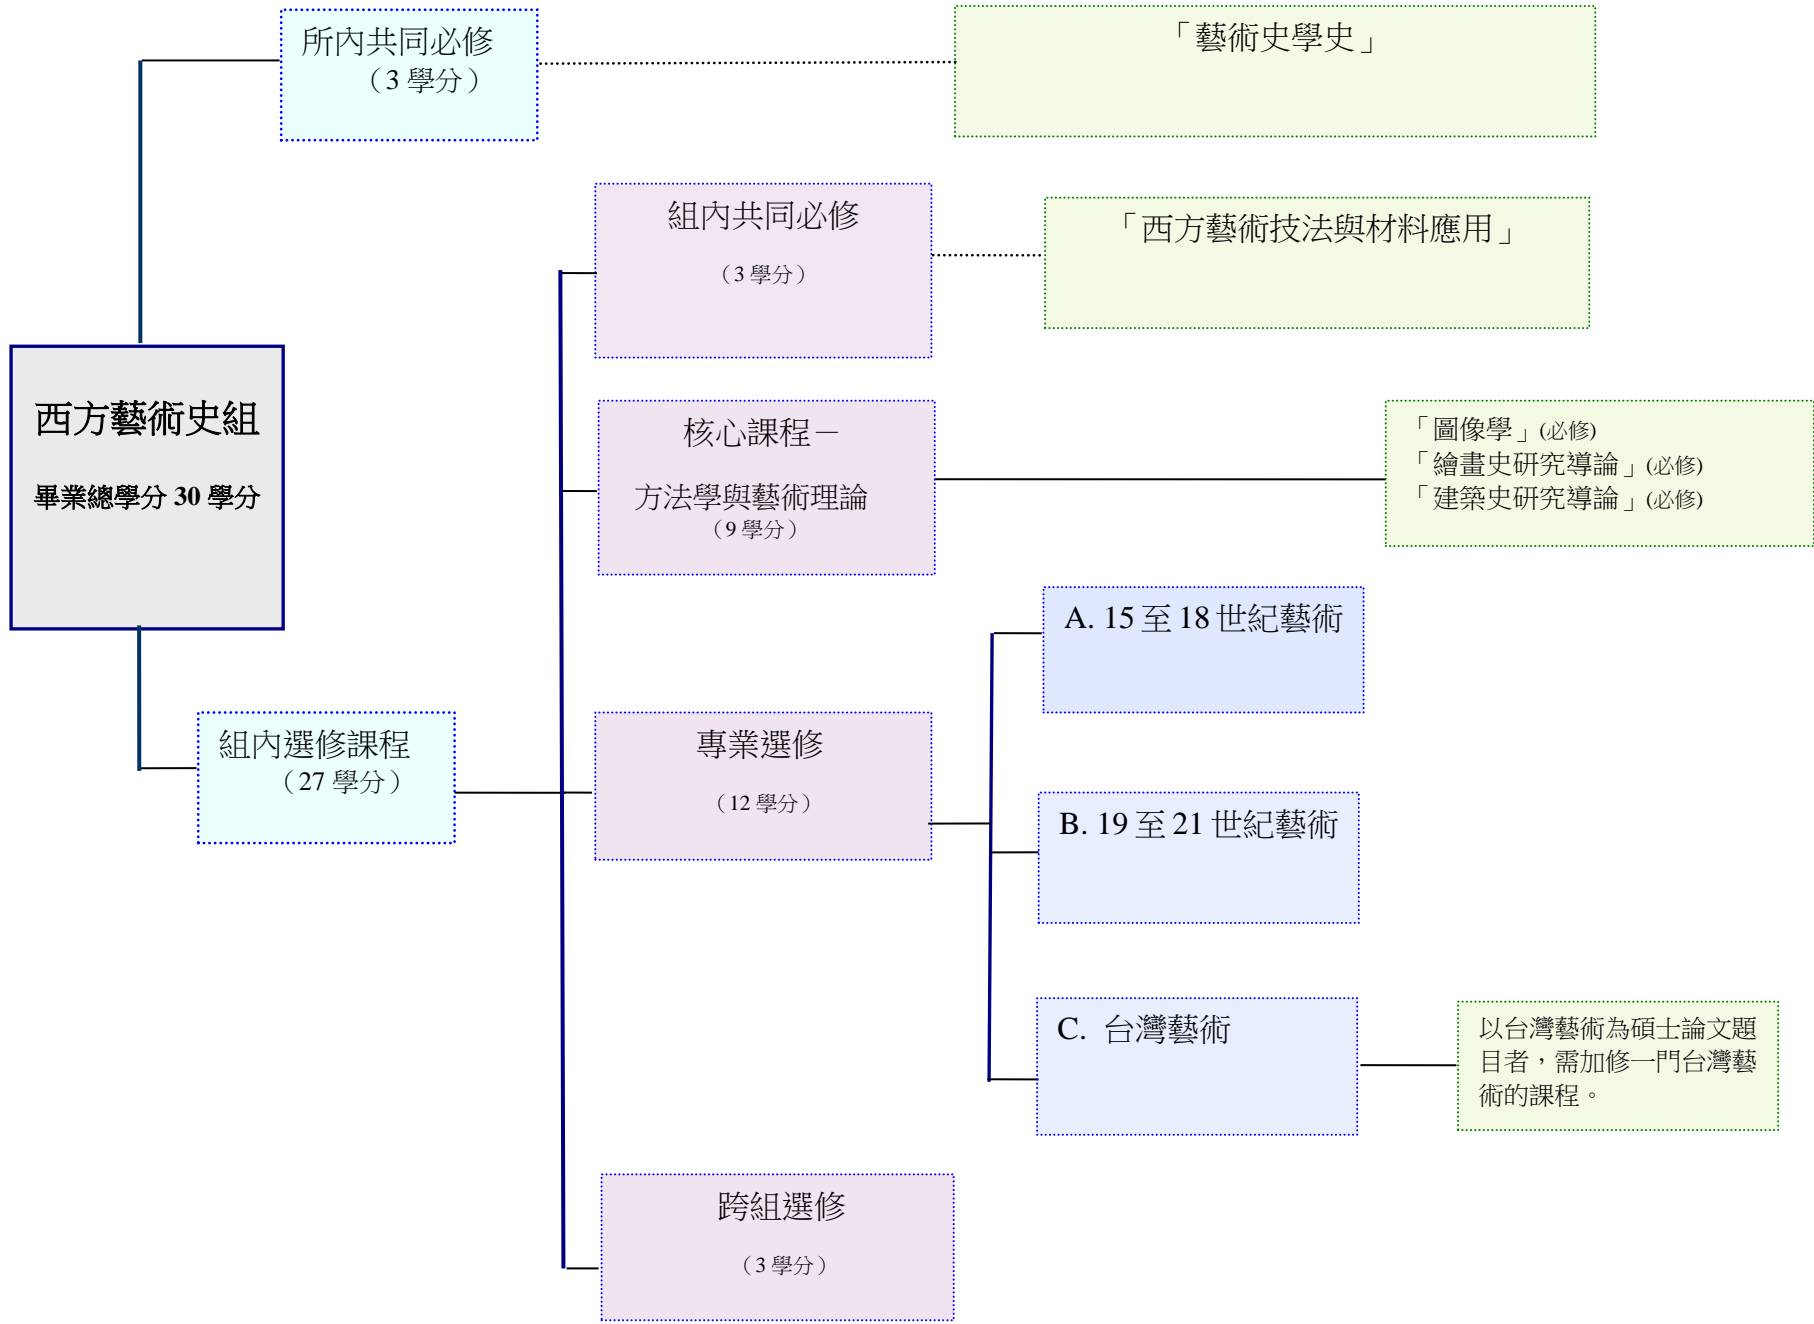 所內共同必修
（3 學分）
「藝術史學史」
組內共同必修
（3 學分）
「西方藝術技法與材料應用」
西方藝術史組
畢業總學分 30 學分
核心課程－
方法學與藝術理論
（9 學分）
「圖像學」(必修)
「繪畫史研究導論」(必修)
「建築史研究導論」(必修)
組內選修課程
（27 學分）
專業選修
（12 學分）
A. 15 至 18 世紀藝術
B. 19 至 21 世紀藝術
C. 台灣藝術
以台灣藝術為碩士論文題
目者，需加修一門台灣藝
術的課程。
跨組選修
（3 學分）